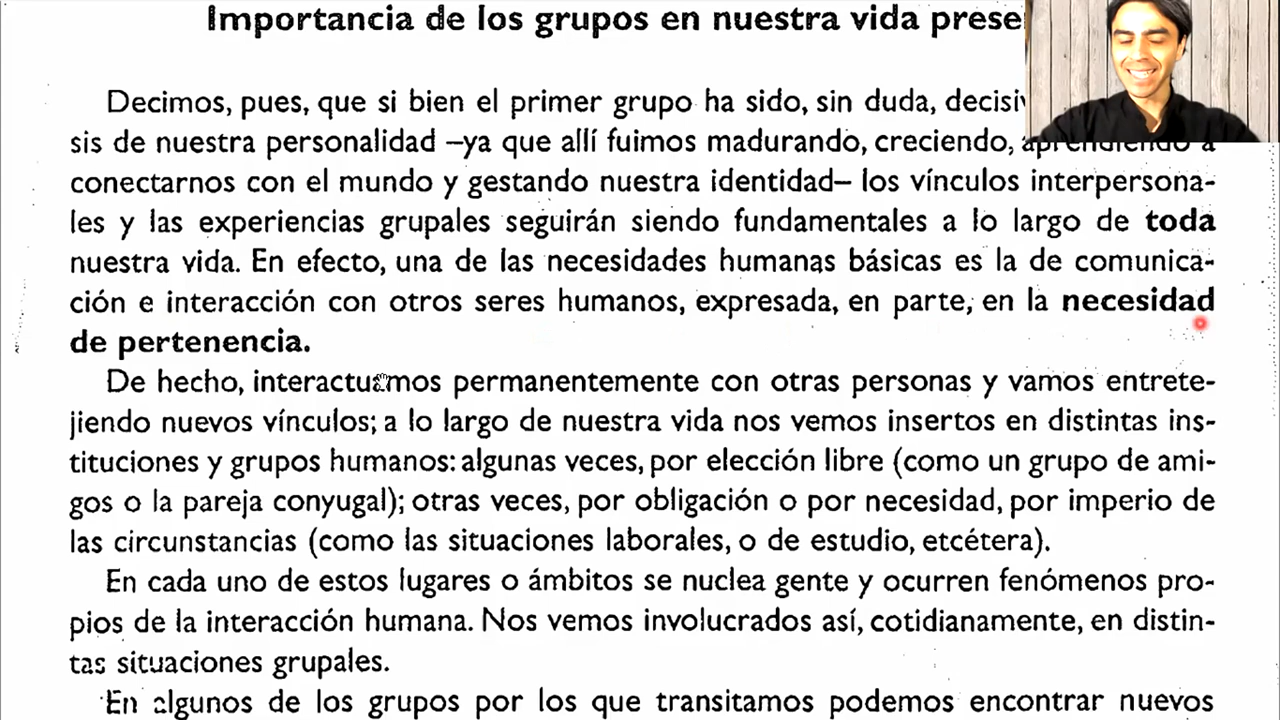 Importancia de los grupos en nuestra vida
Decimos, pues, que si bien el primer grupo ha sido, sin duda,
sis de nuestra personalidad –ya que allí fuimos madurando, creciendo, aprendiendo a
conectarnos con el mundo y gestando nuestra identidad– los vínculos interpersona-
les y las experiencias grupales seguirán siendo fundamentales a lo largo de toda
nuestra vida. En efecto, una de las necesidades humanas básicas es la de comunica-
ción e interacción con otros seres humanos, expresada, en parte, en la necesidad
de pertenencia.
De hecho, interactuamos permanentemente con otras personas y vamos entrete-
jiendo nuevos vínculos; a lo largo de nuestra vida nos vemos insertos en distintas ins-
tituciones y grupos humanos: algunas veces, por elección libre (como un grupo de ami-
gos o la pareja conyugal); otras veces, por obligación o por necesidad, por imperio de
las circunstancias (como las situaciones laborales, o de estudio, etcétera).
En cada uno de estos lugares o ámbitos se nuclea gente y ocurren fenómenos pro-
pios de la interacción humana. Nos vemos involucrados así, cotidianamente, en distin-
tas situaciones grupales.
En algunos de los grupos por los que transitamos podemos encontrar nuevos